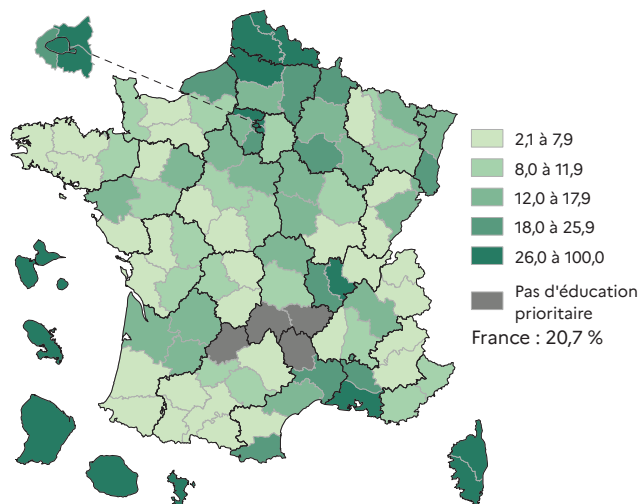 2,1 à 7,9
8,0 à 11,9
12,0 à 17,9
18,0 à 25,9
26,0 à 100,0
Pas d'éducation
prioritaire
France : 20,7 %